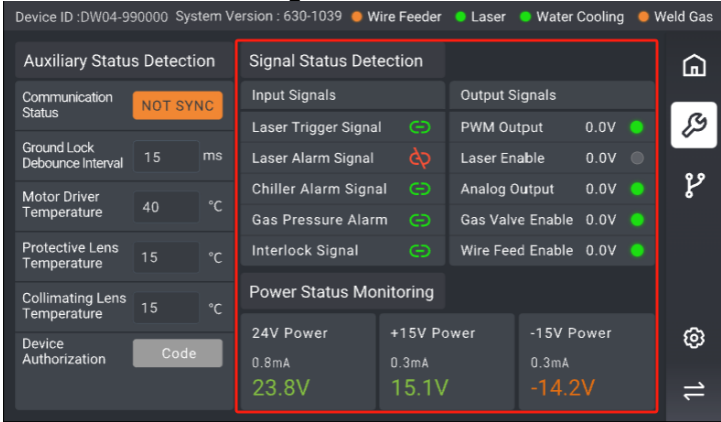 Device ID :DW04-990000 System Version : 630-1039 Wire Feeder Laser Water Cooling Weld Gas
Auxiliary Status Detection
Communication
Status
NOT SYNC
Ground Lock
Debounce Interval
15 ms
Motor Driver
Temperature
40 °C
Protective Lens
Temperature
15 °C
Collimating Lens
Temperature
15 °C
Device
Authorization
Code
Signal Status Detection
Input Signals
Laser Trigger Signal
Laser Alarm Signal
Chiller Alarm Signal
Gas Pressure Alarm
Interlock Signal
Output Signals
PWM Output 0.0V
Laser Enable 0.0V
Analog Output 0.0V
Gas Valve Enable 0.0V
Wire Feed Enable 0.0V
Power Status Monitoring
24V Power
0.8mA
23.8V
+15V Power
0.3mA
15.1V
-15V Power
0.3mA
-14.2V